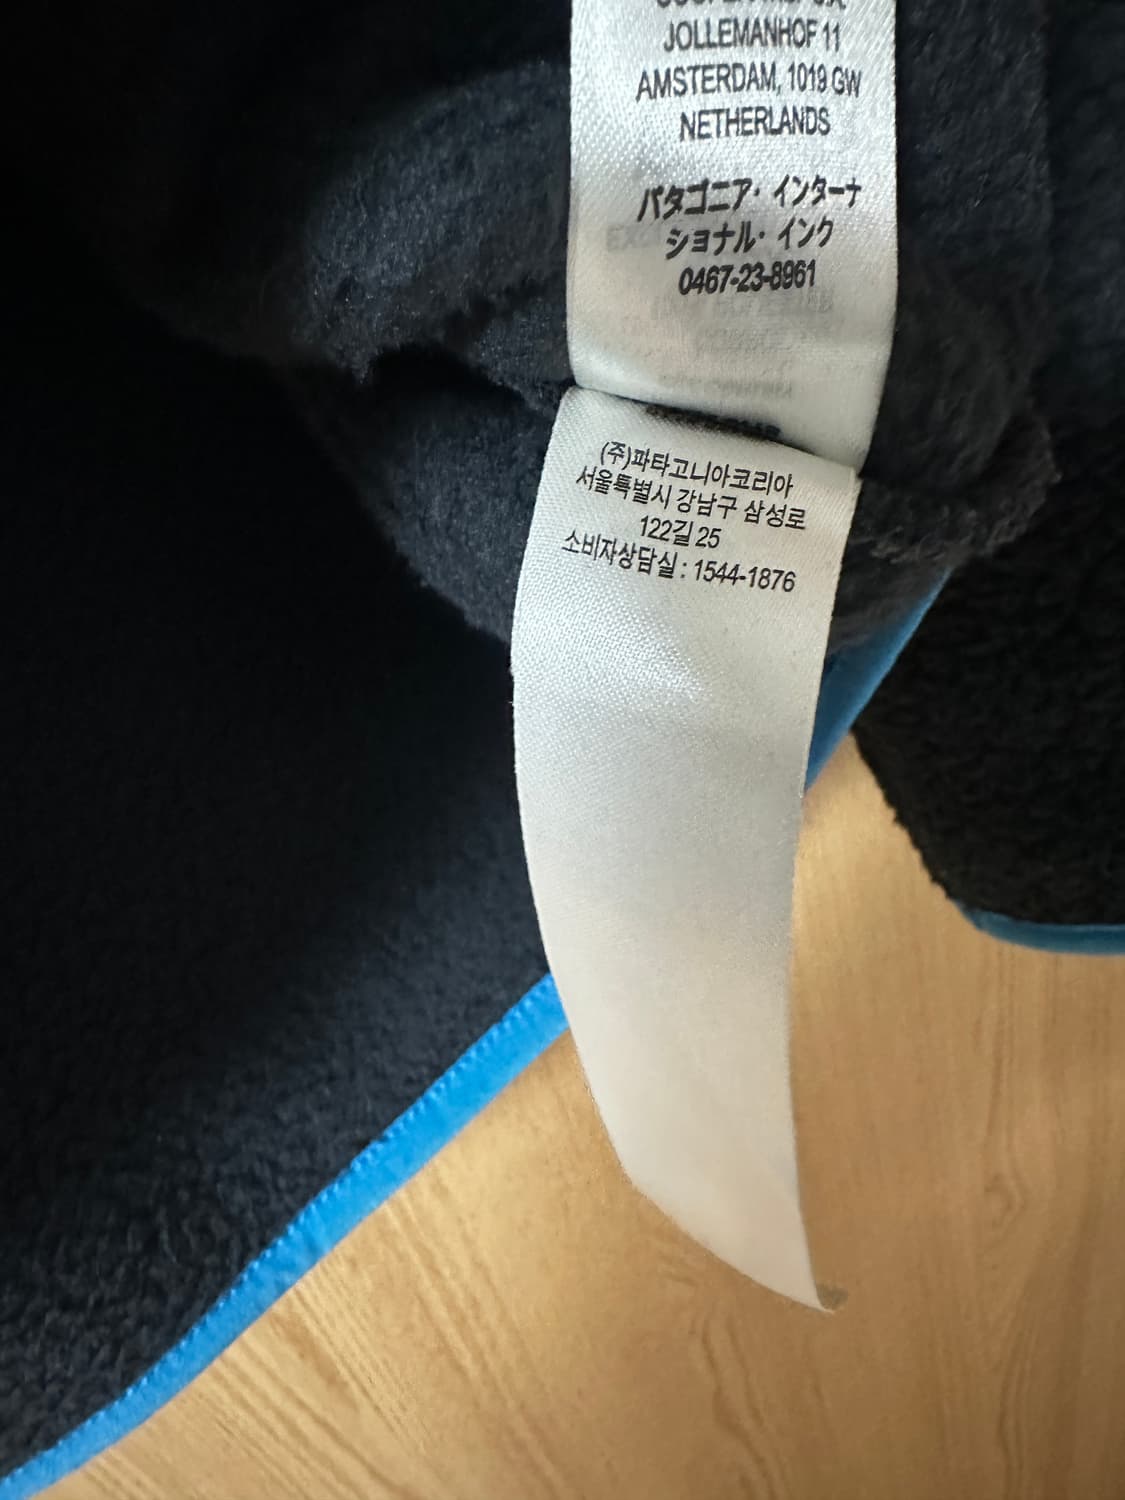 JOLLEMANHOF 11
AMSTERDAM, 1019 GW
NETHERLANDS
パタゴニア・インターナ
ショナル・インク
0467-23-8961
(주)파타고니아코리아
서울특별시 강남구 삼성로
122길 25
소비자상담실 : 1544-1876